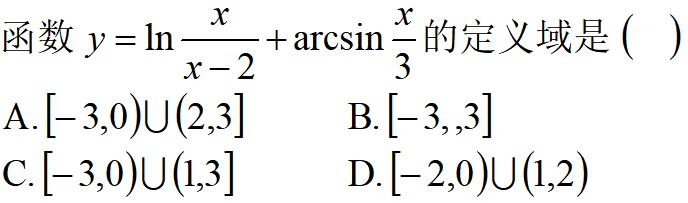 函数 y = ln x/(x-2) + arcsin x/3 的定义域是 ( )
A. [-3,0)∪(2,3] B. [-3,,3]
C. [-3,0)∪(1,3] D. [-2,0)∪(1,2)